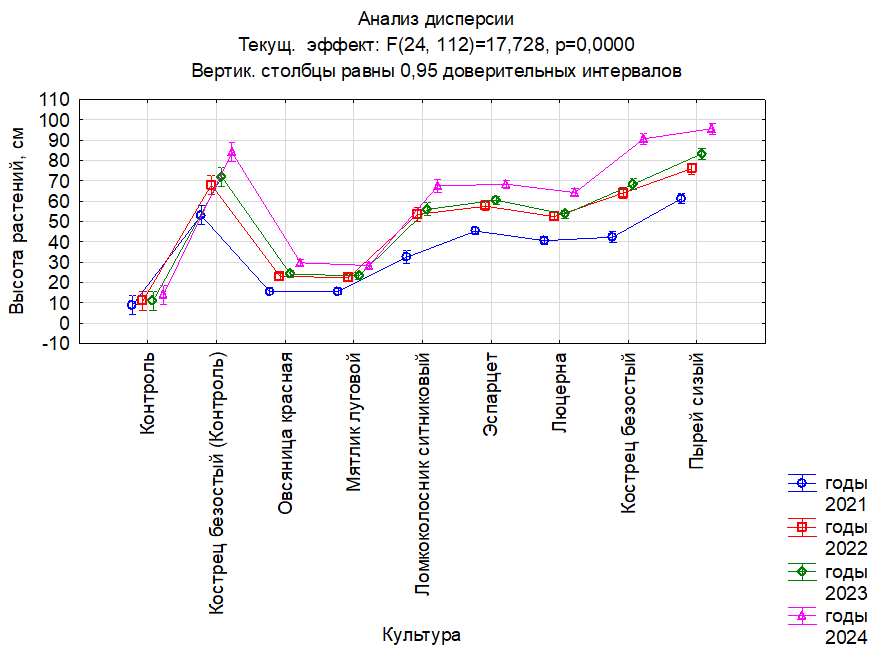 Анализ дисперсии
Текущ.  эффект: F(24, 112)=17,728, p=0,0000
Вертик. столбцы равны 0,95 доверительных интервалов
110
100
90
80
70
60
50
40
30
20
10
0
-10
Высота растений, см
Контроль
Кострец безостый (Контроль)
Овсяница красная
Мятлик луговой
Ломкоколосник ситниковый
Эспарцет
Люцерна
Кострец безостый
Пырей сизый
Культура
годы
2021
годы
2022
годы
2023
годы
2024